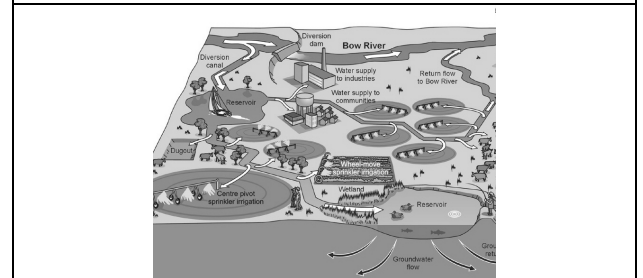 Diversion
dam
Bow River
Diversion
canal
Water supply
to industries
Return flow
to Bow River
Water supply to
communities
Reservoir
Dugout
Wheel-move
sprinkler irrigation
Wetland
Centre pivot
sprinkler irrigation
Reservoir
Groundwater
flow